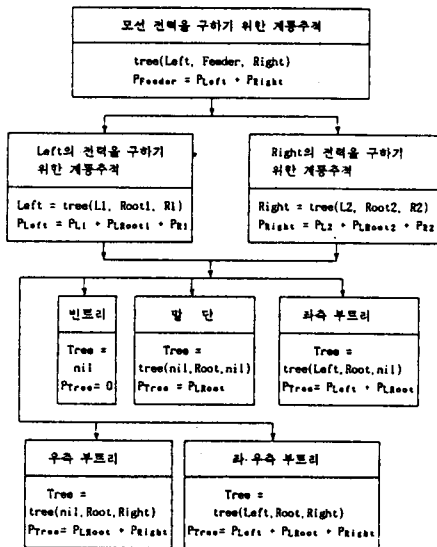 모선 전력을 구하기 위한 계통추적
tree(Left, Feeder, Right)
PFeeder = PLeft + PRight
Left의 전력을 구하기
위한 계통추적
Left = tree(L1, Root1, R1)
PLeft = PL1 + PLRoot1 + PR1
Right의 전력을 구하기
위한 계통추적
Right = tree(L2, Root2, R2)
PRight = PL2 + PLRoot2 + PR2
빈트리
Tree =
nil
PTree= 0
말 단
Tree =
tree(nil,Root,nil)
PTree = PLRoot
좌측 부트리
Tree =
tree(Left,Root,nil)
PTree= PLeft + PLRoot
우측 부트리
Tree =
tree(nil,Root,Right)
PTree= PLRoot + PRight
좌·우측 부트리
Tree =
tree(Left,Root,Right)
PTree= PLeft + PLRoot + PRight